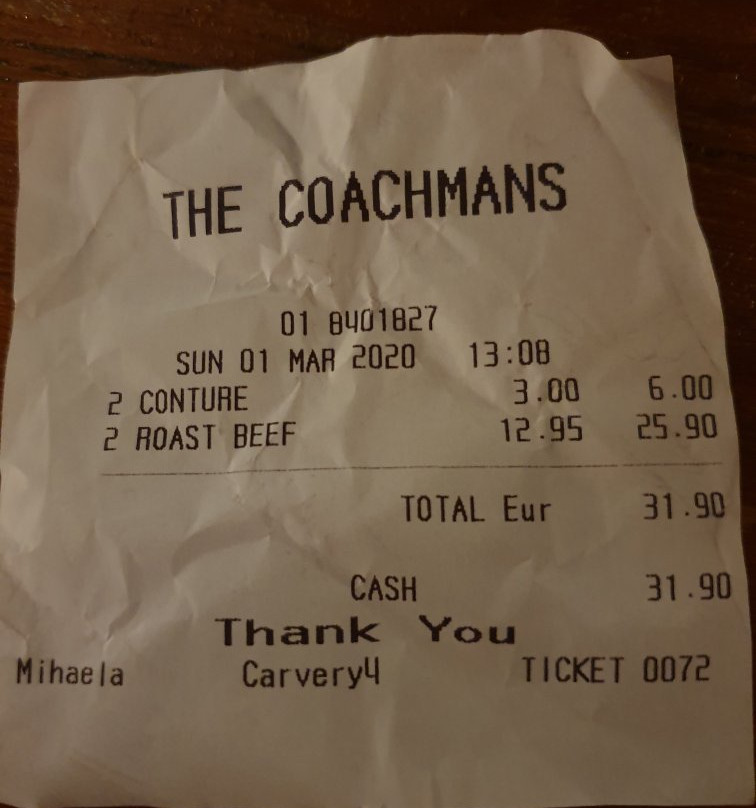 THE COACHMANS
01 8401827
SUN 01 MAR 2020 13:08
2 CONTURE 3.00 6.00
2 ROAST BEEF 12.95 25.90
TOTAL Eur 31.90
CASH 31.90
Thank You
Mihaela Carvery4 TICKET 0072